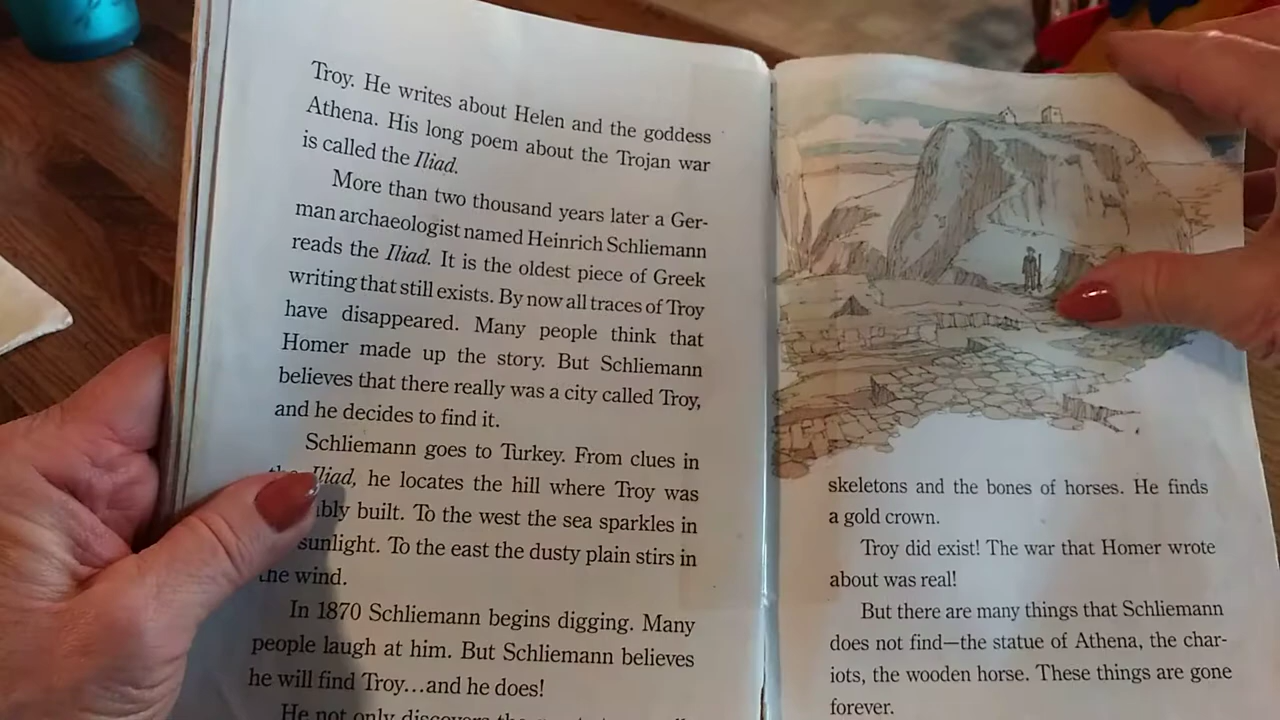 Troy. He writes about Helen and the goddess
Athena. His long poem about the Trojan war
is called the Iliad.
More than two thousand years later a Ger-
man archaeologist named Heinrich Schliemann
reads the Iliad. It is the oldest piece of Greek
writing that still exists. By now all traces of Troy
have disappeared. Many people think that
Homer made up the story. But Schliemann
believes that there really was a city called Troy,
and he decides to find it.
Schliemann goes to Turkey. From clues in
the Iliad, he locates the hill where Troy was
built. To the west the sea sparkles in
sunlight. To the east the dusty plain stirs in
the wind.
In 1870 Schliemann begins digging. Many
people laugh at him. But Schliemann believes
he will find Troy...and he does!
He not only discovers the
skeletons and the bones of horses. He finds
a gold crown.
Troy did exist! The war that Homer wrote
about was real!
But there are many things that Schliemann
does not find—the statue of Athena, the char-
iots, the wooden horse. These things are gone
forever.